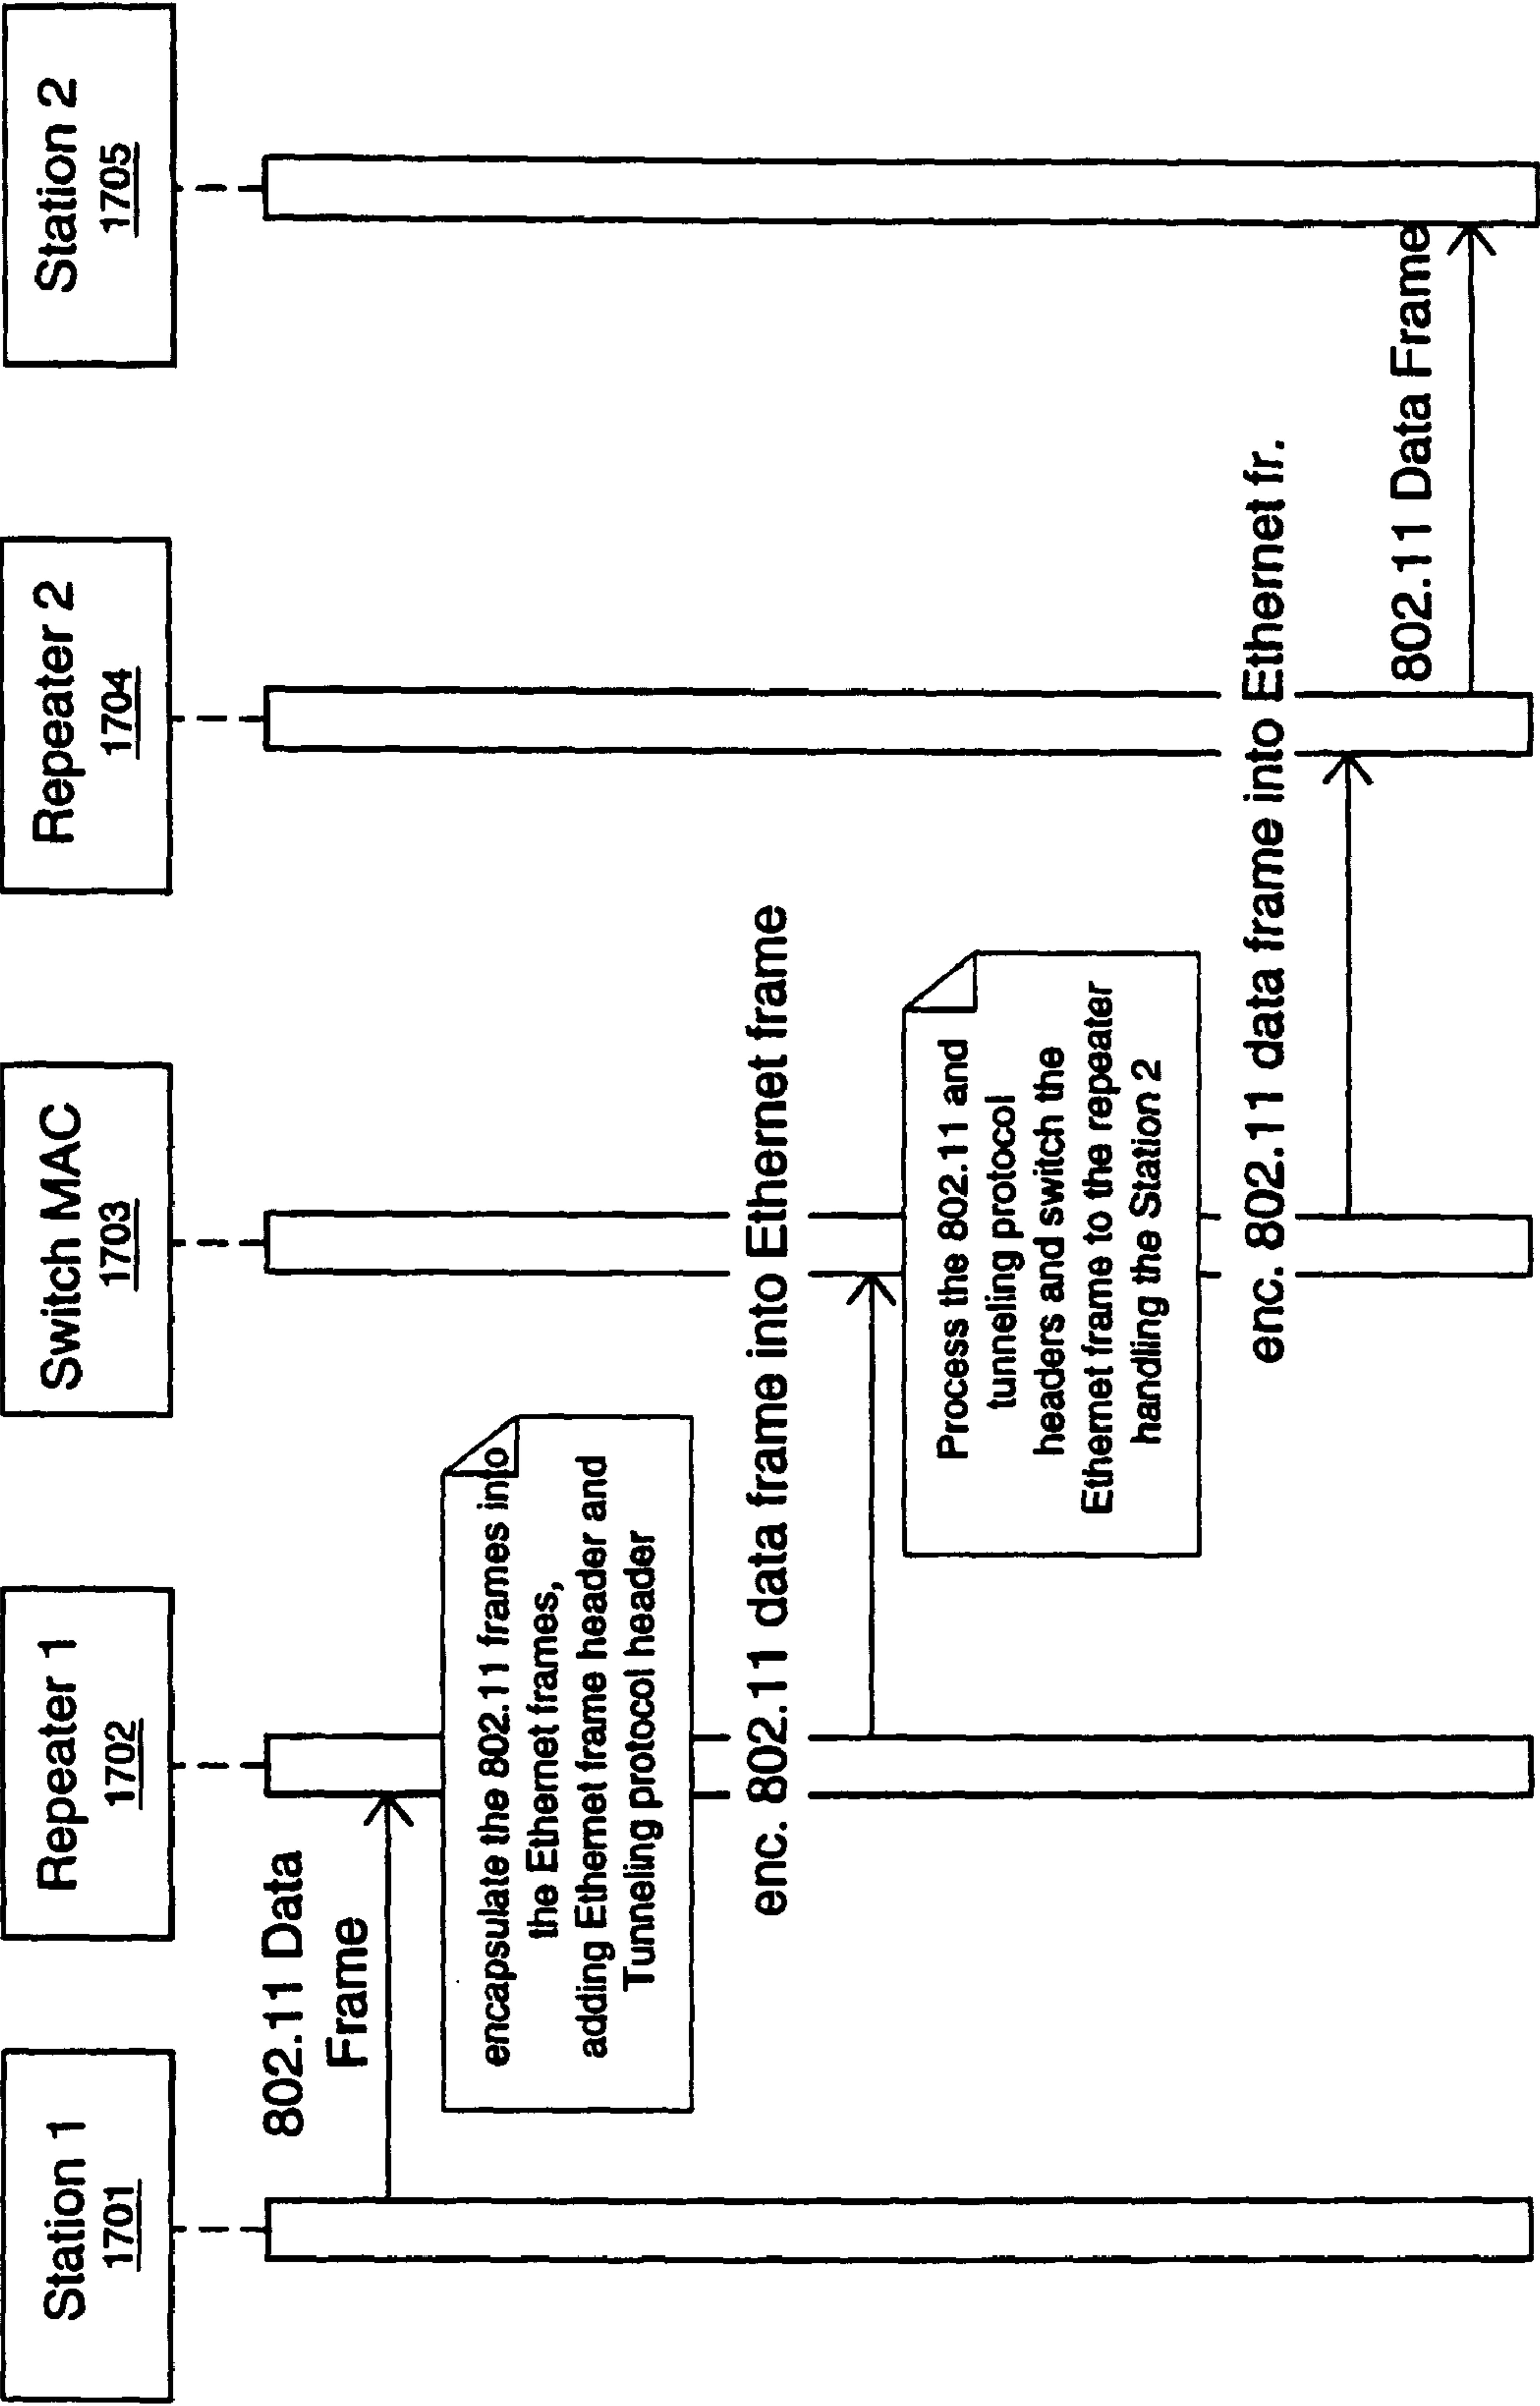 Station 1
1701
Repeater 1
1702
Switch MAC
1703
Repeater 2
1704
Station 2
1705
802.11 Data
Frame
encapsulate the 802.11 frames into
the Ethernet frames,
adding Ethernet frame header and
Tunneling protocol header
enc. 802.11 data frame into Ethernet frame
Process the 802.11 and
tunneling protocol
headers and switch the
Ethernet frame to the repeater
handling the Station 2
enc. 802.11 data frame into Ethernet fr.
802.11 Data Frame